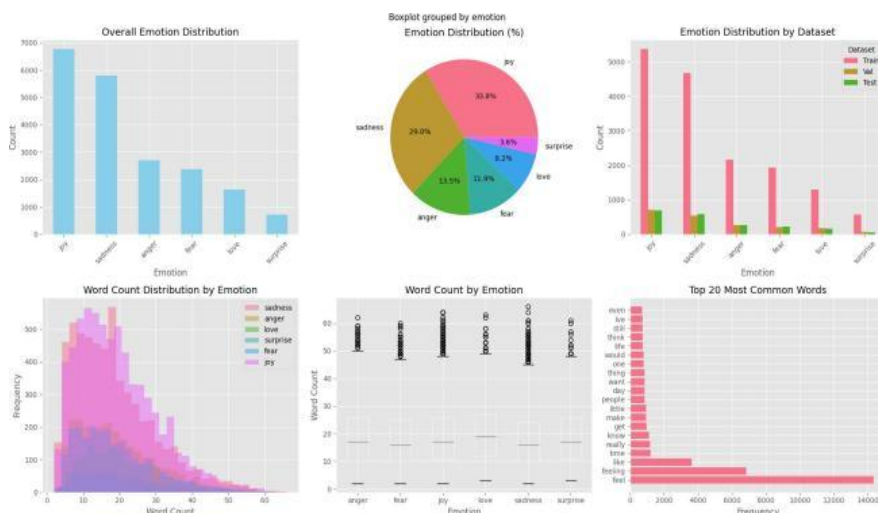 Boxplot grouped by emotion
Overall Emotion Distribution
7000
6000
5000
4000
3000
2000
1000
0
Count
joy
sadness
anger
fear
love
surprise
Emotion
Emotion Distribution (%)
joy
33.8%
sadness
29.0%
anger
13.5%
fear
11.9%
love
8.2%
surprise
3.6%
Emotion Distribution by Dataset
Dataset
Train
Val
Test
5000
4000
3000
2000
1000
0
Count
joy
sadness
anger
fear
love
surprise
Emotion
Word Count Distribution by Emotion
sadness
anger
love
surprise
fear
joy
500
400
300
200
100
0
Frequency
0
10
20
30
40
50
60
Word Count
Word Count by Emotion
60
50
40
30
20
10
0
Word Count
anger
fear
joy
love
sadness
surprise
Emotion
Top 20 Most Common Words
even
ive
still
think
life
would
one
thing
want
day
people
little
make
get
know
really
time
like
feeling
feel
0
2000
4000
6000
8000
10000
12000
14000
Frequency